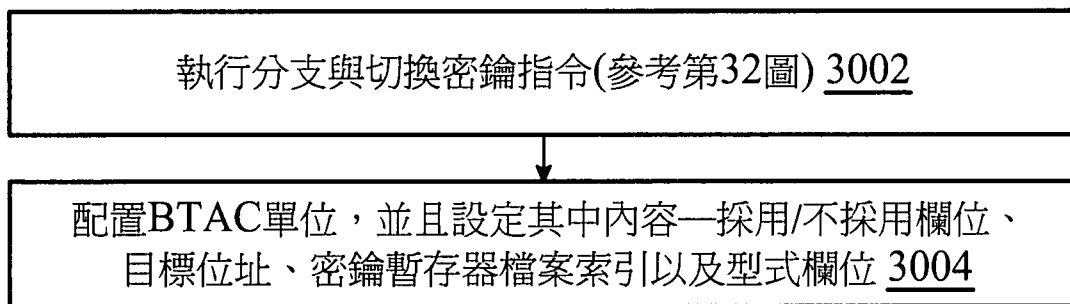 執行分支與切換密鑰指令(參考第32圖) 3002
配置BTAC單位，並且設定其中內容—採用/不採用欄位、
目標位址、密鑰暫存器檔案索引以及型式欄位 3004